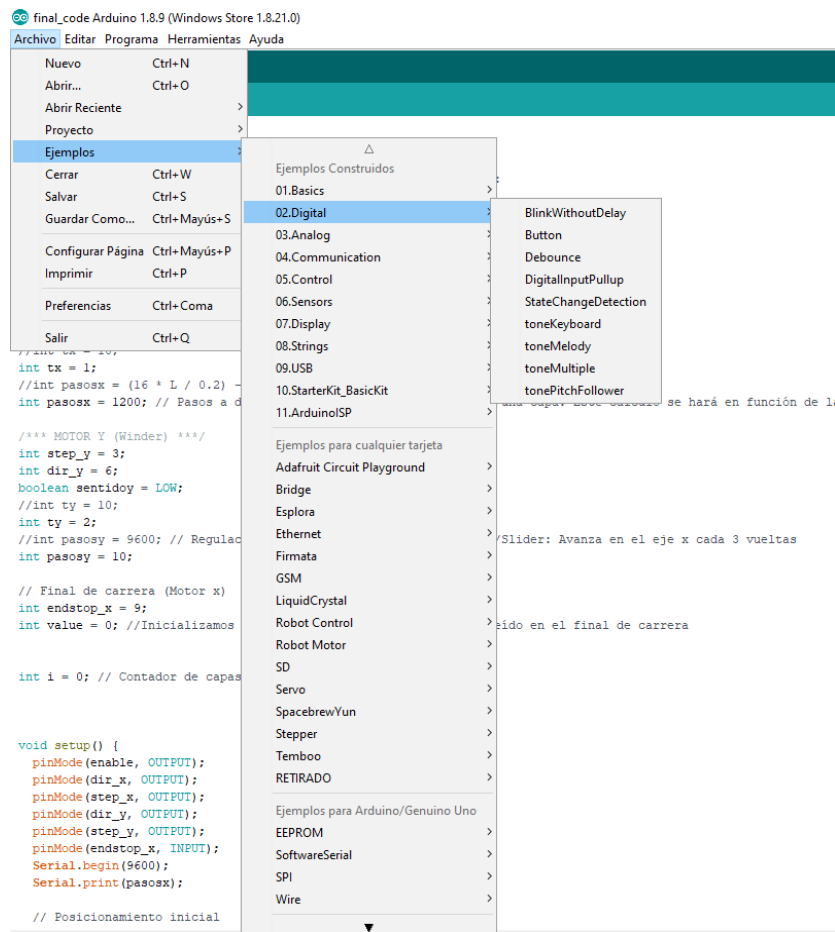 final_code Arduino 1.8.9 (Windows Store 1.8.21.0)
Archivo Editar Programa Herramientas Ayuda
Nuevo Ctrl+N
Abrir... Ctrl+O
Abrir Reciente >
Proyecto >
Ejemplos >
Cerrar Ctrl+W
Salvar Ctrl+S
Guardar Como... Ctrl+Mayús+S
Configurar Página Ctrl+Mayús+P
Imprimir Ctrl+P
Preferencias Ctrl+Coma
Salir Ctrl+Q
Ejemplos Construidos
01.Basics >
02.Digital >
03.Analog >
04.Communication >
05.Control >
06.Sensors >
07.Display >
08.Strings >
09.USB >
10.StarterKit_BasicKit >
11.ArduinoISP >
Ejemplos para cualquier tarjeta
Adafruit Circuit Playground >
Bridge >
Esplora >
Ethernet >
Firmata >
GSM >
LiquidCrystal >
Robot Control >
Robot Motor >
SD >
Servo >
SpacebrewYun >
Stepper >
Temboo >
RETIRADO >
Ejemplos para Arduino/Genuino Uno
EEPROM >
SoftwareSerial >
SPI >
Wire >
BlinkWithoutDelay
Button
Debounce
DigitalInputPullup
StateChangeDetection
toneKeyboard
toneMelody
toneMultiple
tonePitchFollower
//int tx = 10;
int tx = 1;
//int pasosx = (16 * L / 0.2) -
int pasosx = 1200; // Pasos a d se hará en función de la
/*** MOTOR Y (Winder) ***/
int step_y = 3;
int dir_y = 6;
boolean sentidoy = LOW;
//int ty = 10;
int ty = 2;
//int pasosy = 9600; // Regulac /Slider: Avanza en el eje x cada 3 vueltas
int pasosy = 10;
// Final de carrera (Motor x)
int endstop_x = 9;
int value = 0; //Inicializamos eído en el final de carrera
int i = 0; // Contador de capas
void setup() {
pinMode(enable, OUTPUT);
pinMode(dir_x, OUTPUT);
pinMode(step_x, OUTPUT);
pinMode(dir_y, OUTPUT);
pinMode(step_y, OUTPUT);
pinMode(endstop_x, INPUT);
Serial.begin(9600);
Serial.print(pasosx);
// Posicionamiento inicial